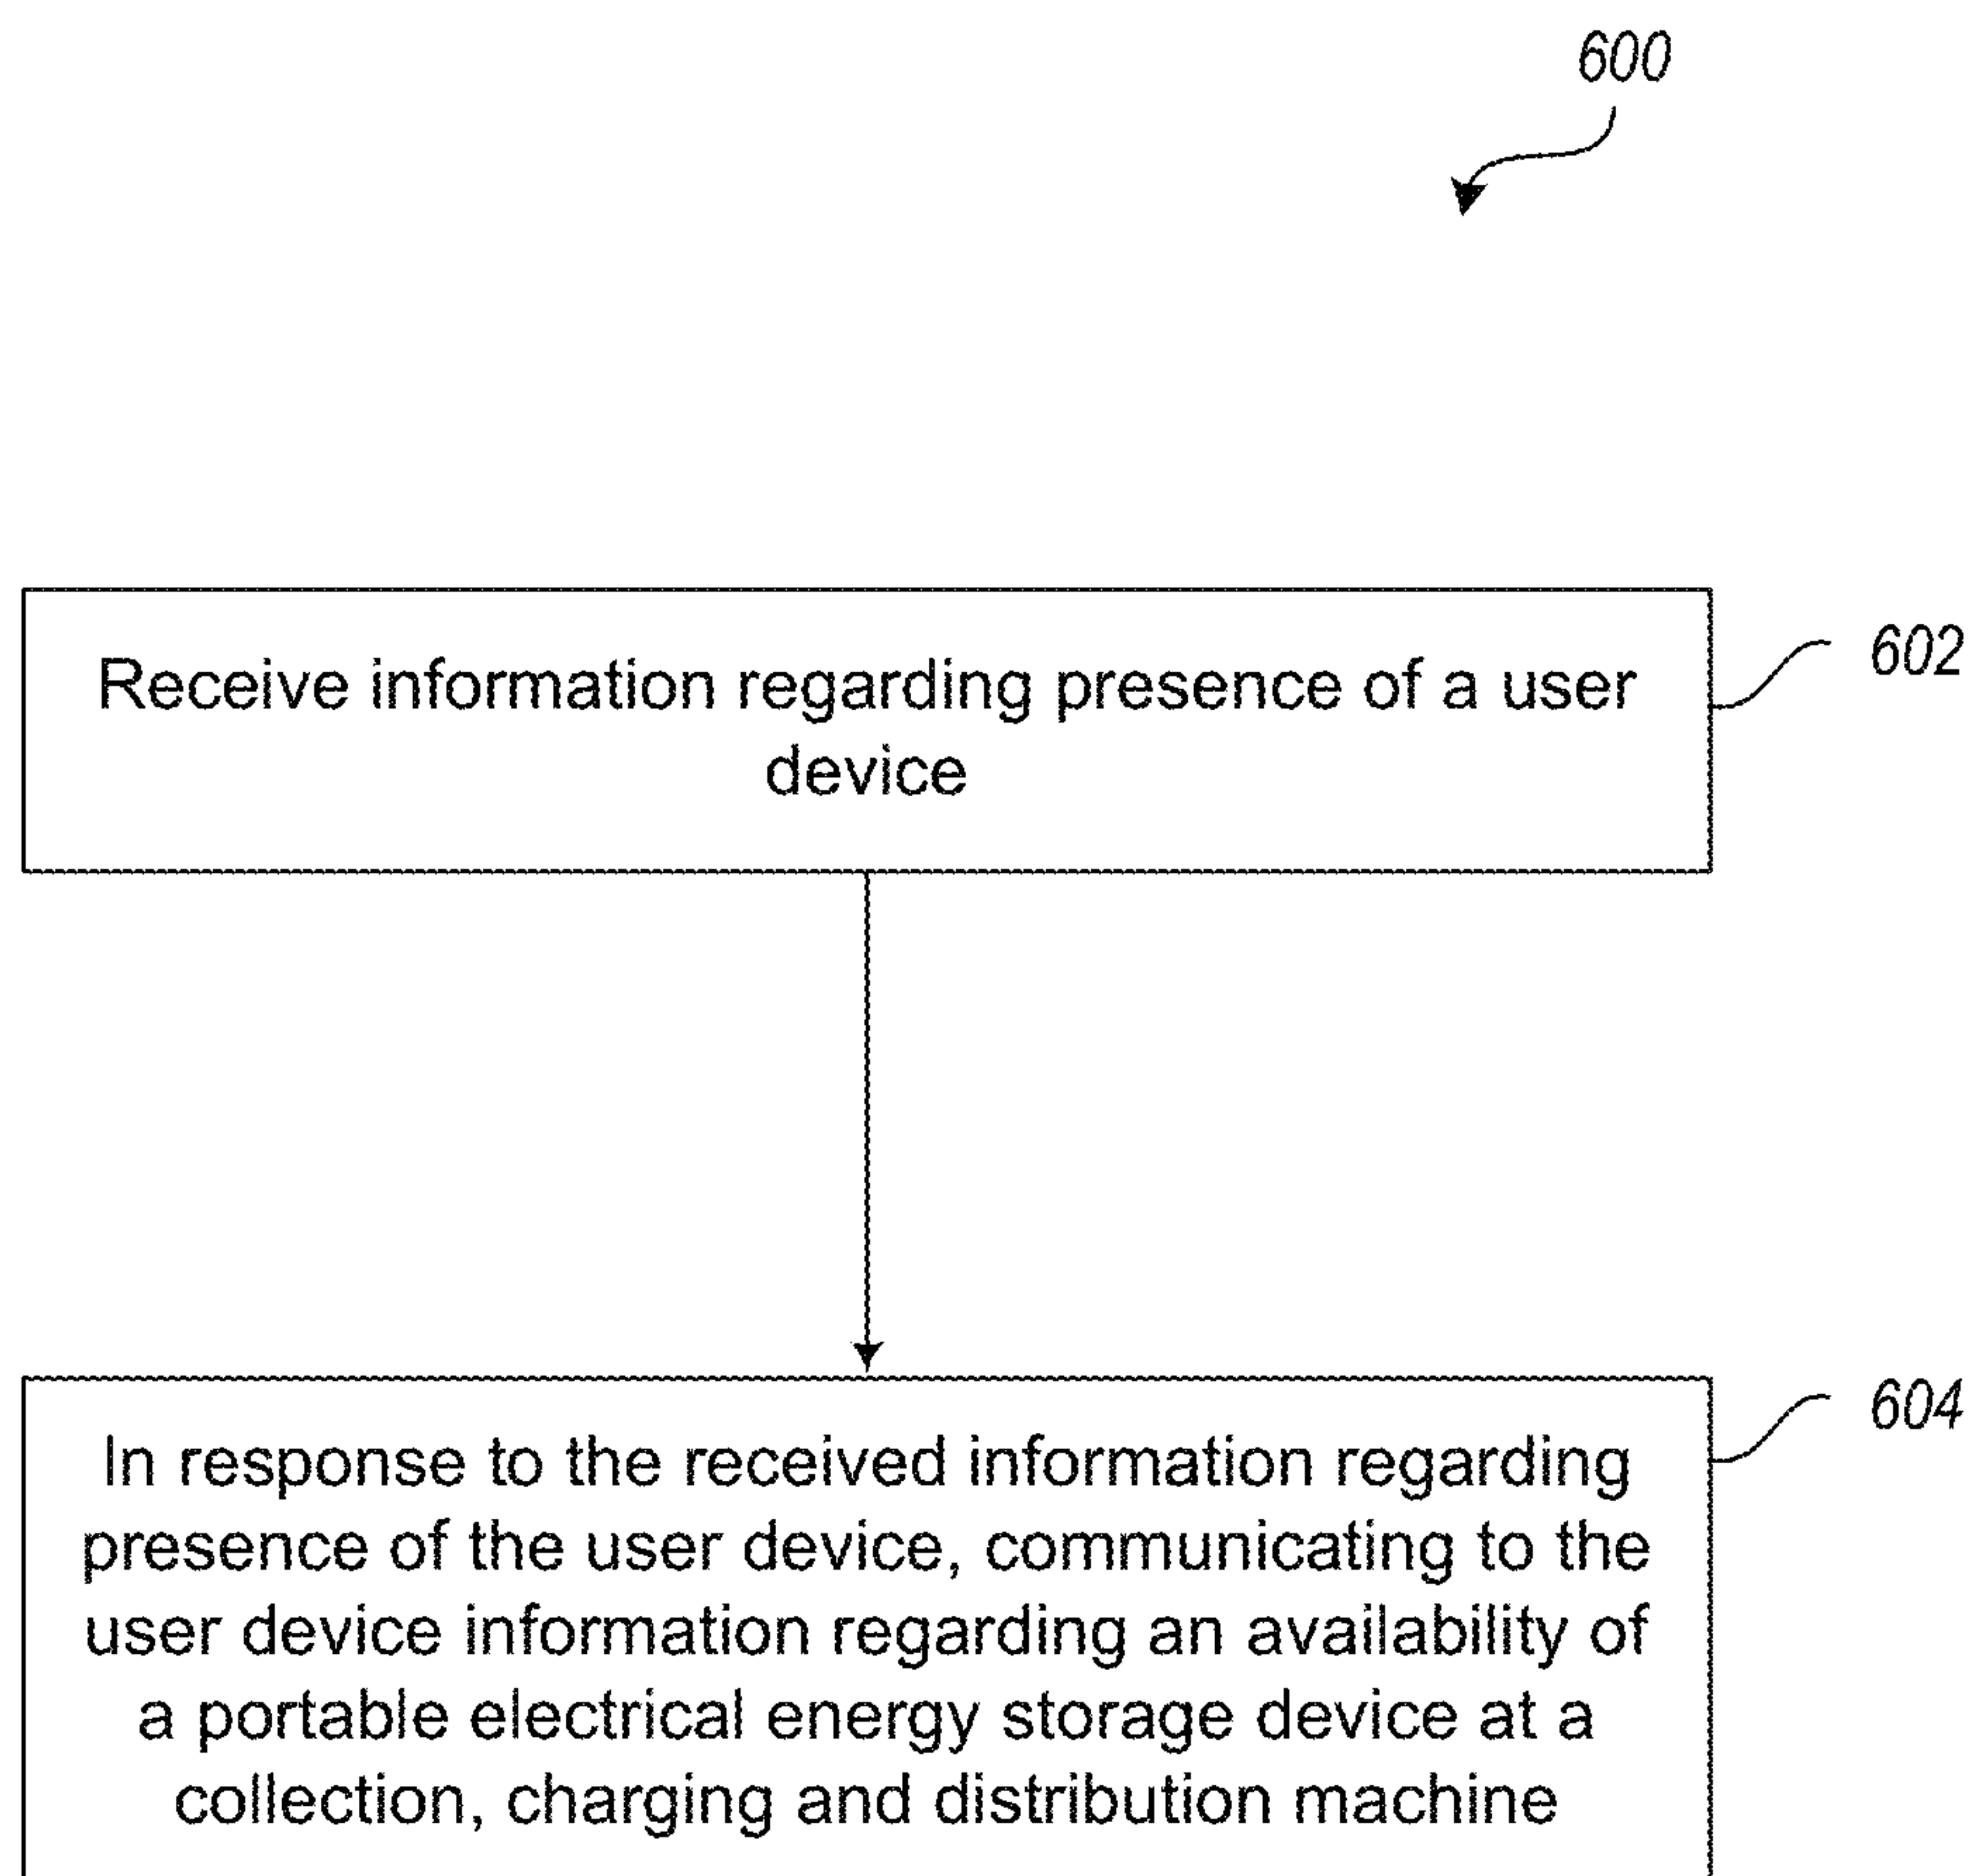 600
Receive information regarding presence of a user
device
602
In response to the received information regarding
presence of the user device, communicating to the
user device information regarding an availability of
a portable electrical energy storage device at a
collection, charging and distribution machine
604